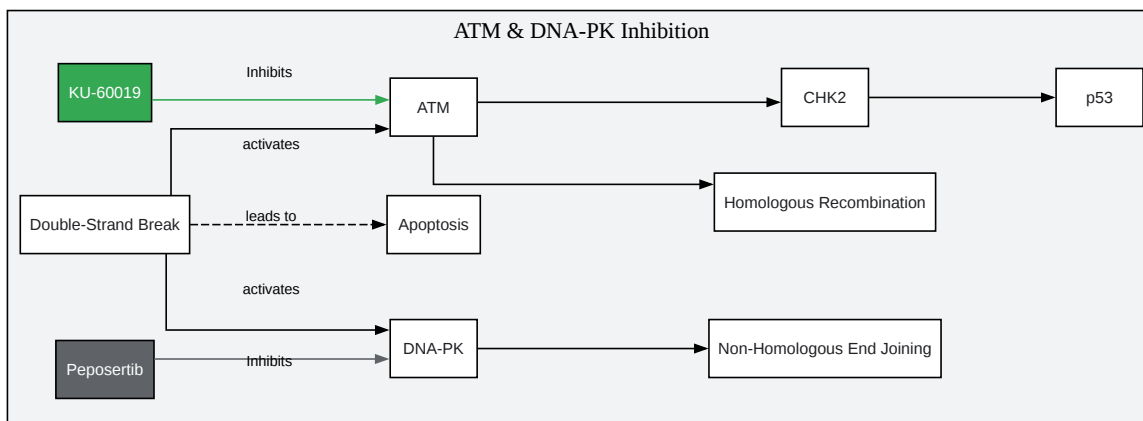 ATM & DNA-PK Inhibition
KU-60019
Inhibits
ATM
CHK2
p53
activates
Homologous Recombination
Double-Strand Break
leads to
Apoptosis
activates
DNA-PK
Non-Homologous End Joining
Peposertib
Inhibits